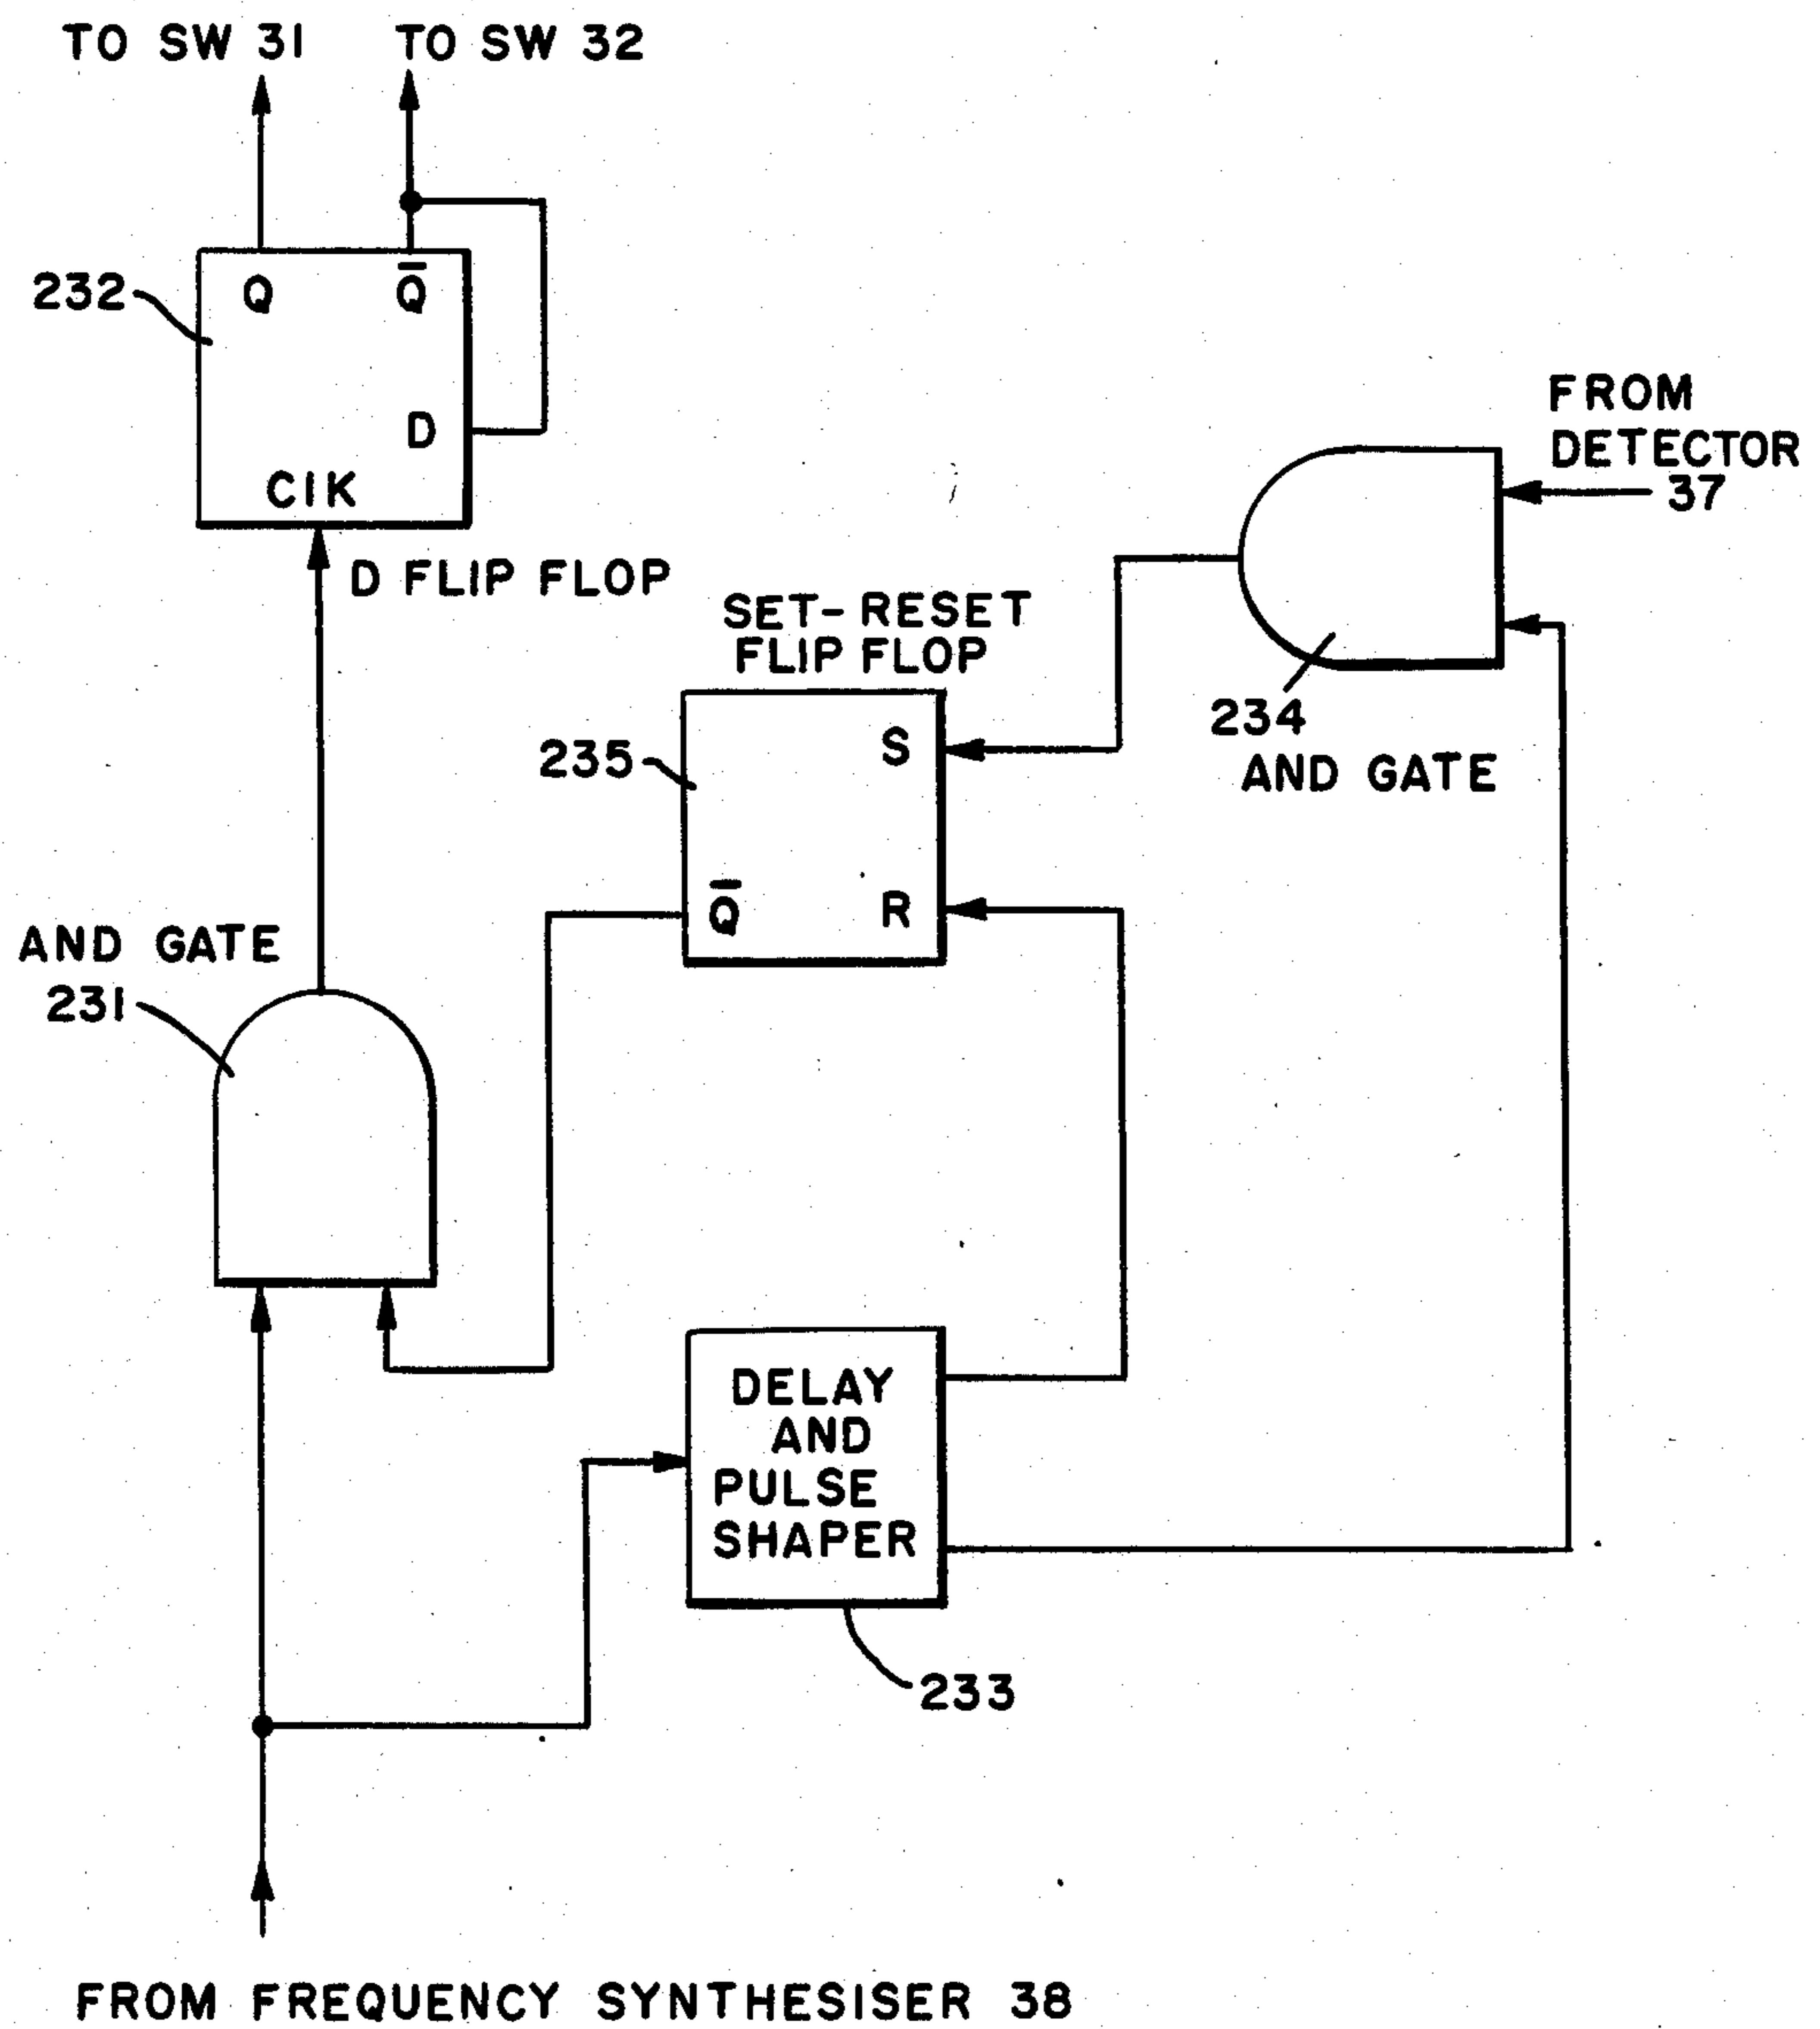 TO SW 31
TO SW 32
232
Q
Q̅
D
CIK
D FLIP FLOP
FROM
DETECTOR
37
SET-RESET
FLIP FLOP
235
S
234
AND GATE
Q̅
R
AND GATE
231
DELAY
AND
PULSE
SHAPER
233
FROM FREQUENCY SYNTHESISER 38